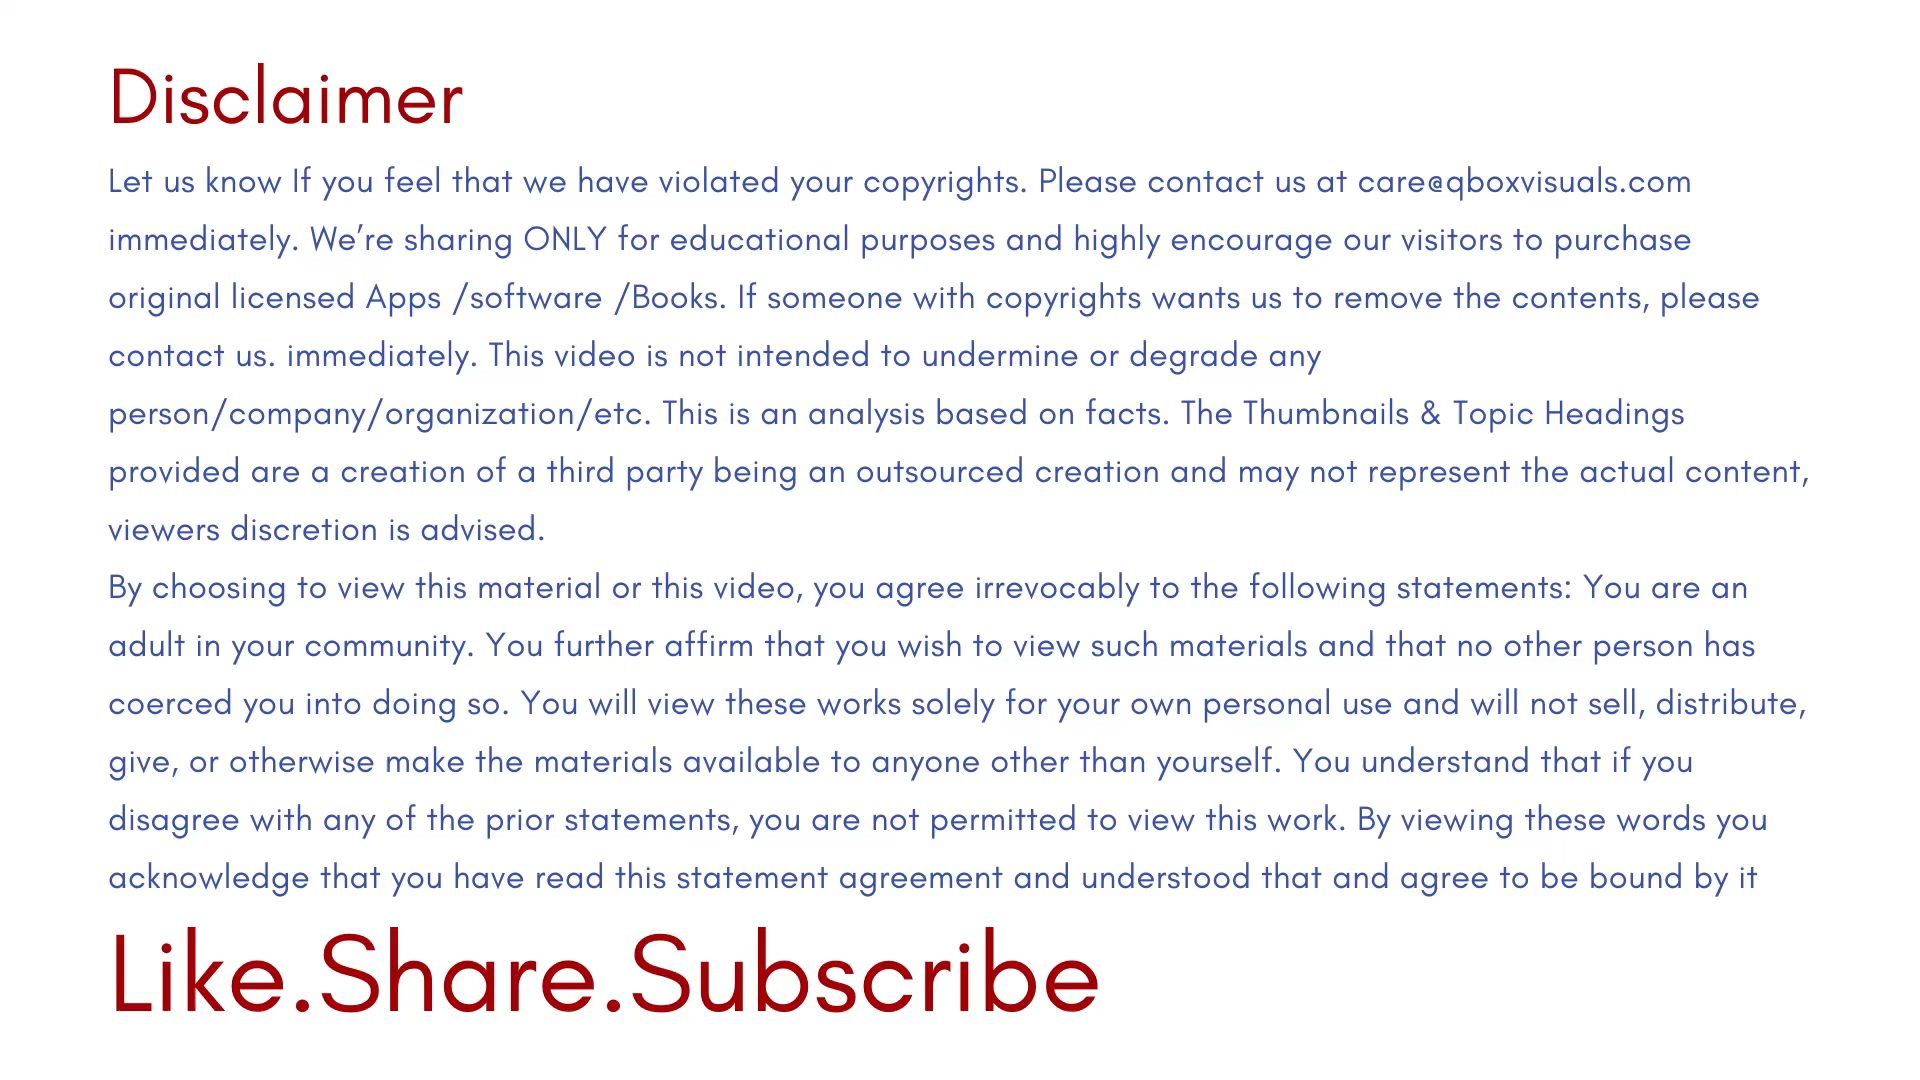 Disclaimer
Let us know If you feel that we have violated your copyrights. Please contact us at care@qboxvisuals.com
immediately. We’re sharing ONLY for educational purposes and highly encourage our visitors to purchase
original licensed Apps /software /Books. If someone with copyrights wants us to remove the contents, please
contact us. immediately. This video is not intended to undermine or degrade any
person/company/organization/etc. This is an analysis based on facts. The Thumbnails & Topic Headings
provided are a creation of a third party being an outsourced creation and may not represent the actual content,
viewers discretion is advised.
By choosing to view this material or this video, you agree irrevocably to the following statements: You are an
adult in your community. You further affirm that you wish to view such materials and that no other person has
coerced you into doing so. You will view these works solely for your own personal use and will not sell, distribute,
give, or otherwise make the materials available to anyone other than yourself. You understand that if you
disagree with any of the prior statements, you are not permitted to view this work. By viewing these words you
acknowledge that you have read this statement agreement and understood that and agree to be bound by it
Like.Share.Subscribe